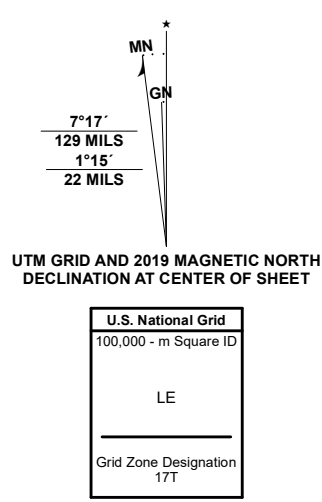 MN
GN
7°17´
129 MILS
1°15´
22 MILS
UTM GRID AND 2019 MAGNETIC NORTH
DECLINATION AT CENTER OF SHEET
U.S. National Grid
100,000 - m Square ID
LE
Grid Zone Designation
17T